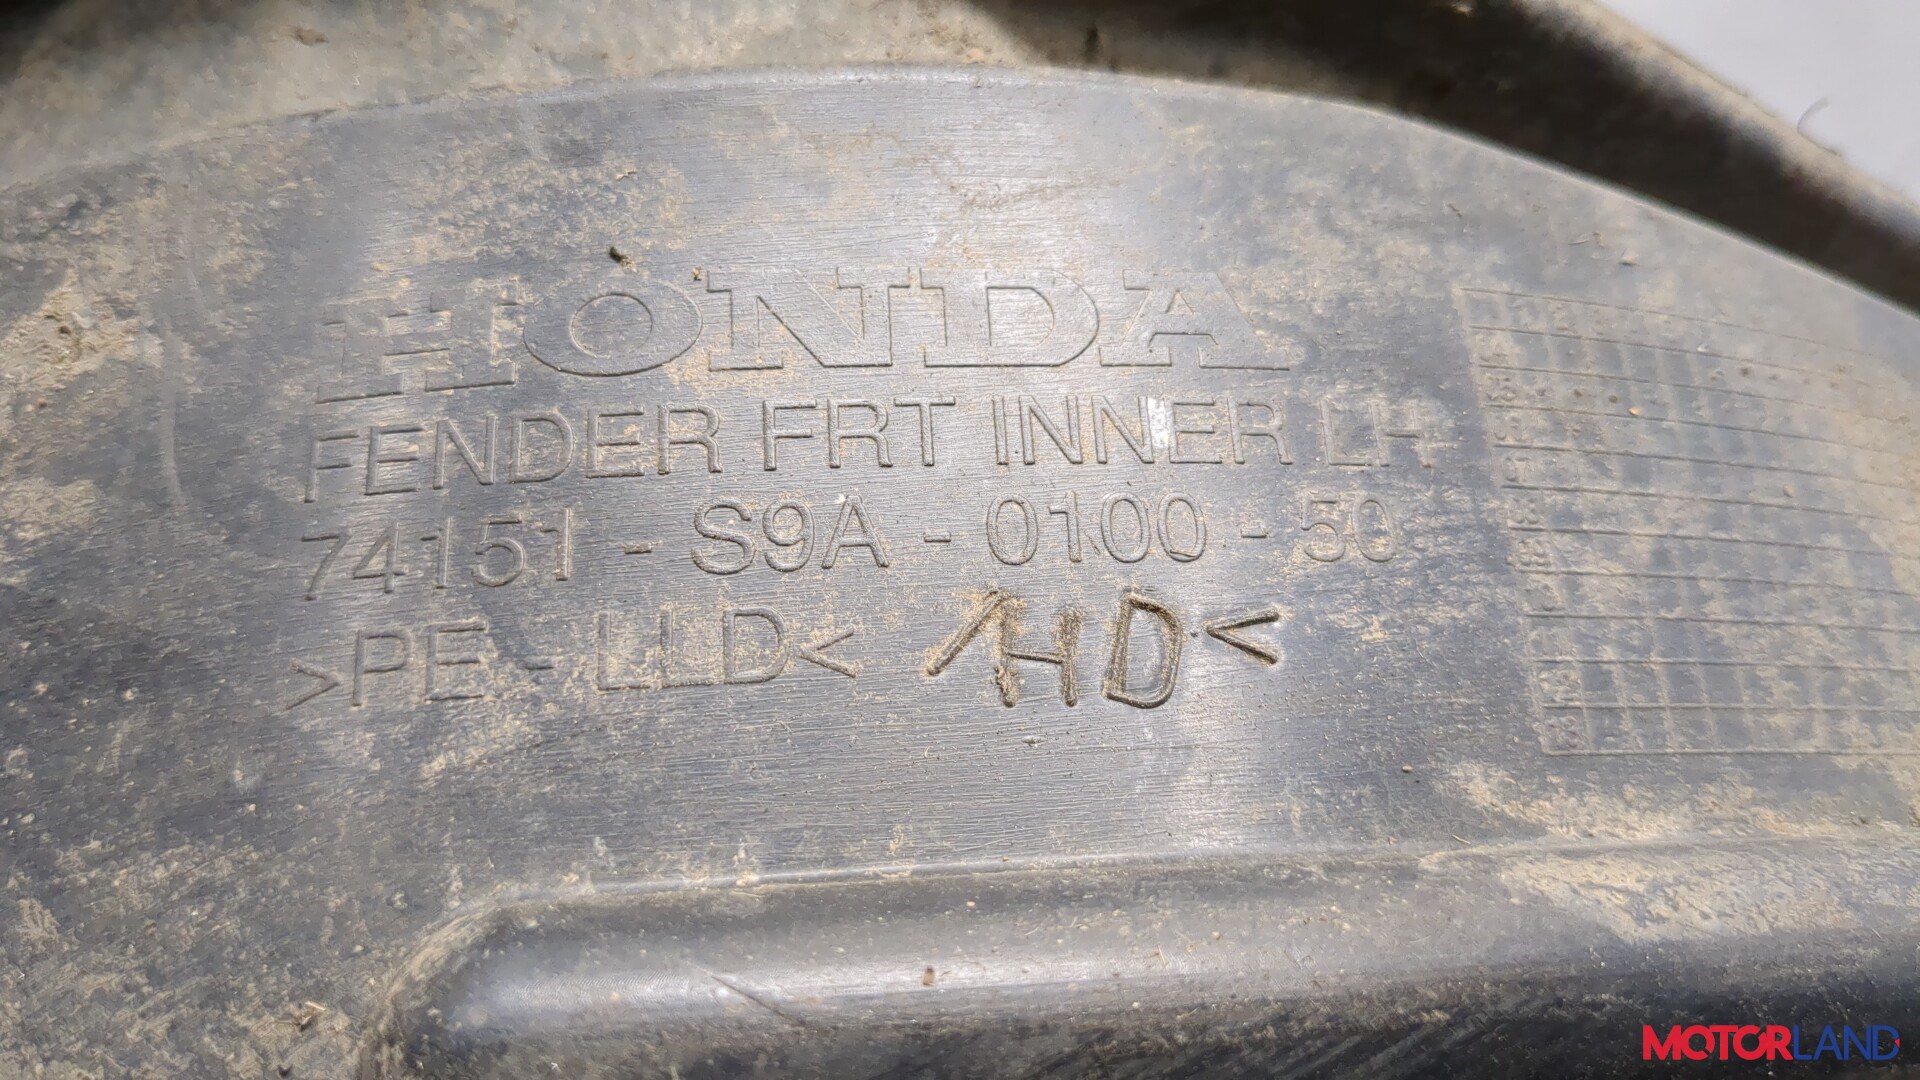 HONDA
FENDER FRT INNER LH
74151 - S9A - 0100 - 50
>PE - LLD< /HD<
MOTORLAND